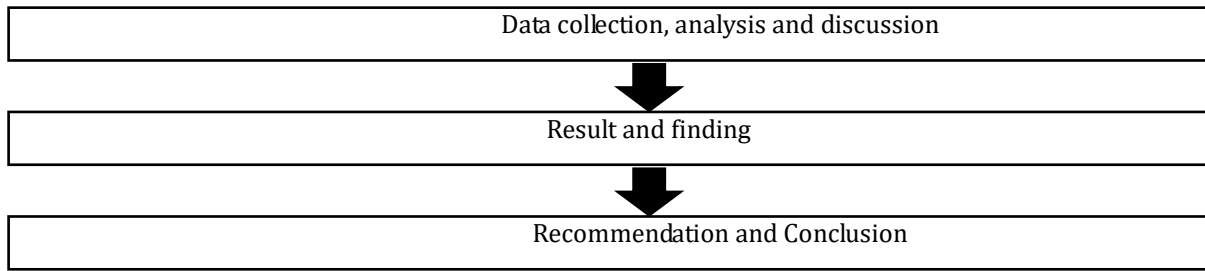 Data collection, analysis and discussion
Result and finding
Recommendation and Conclusion